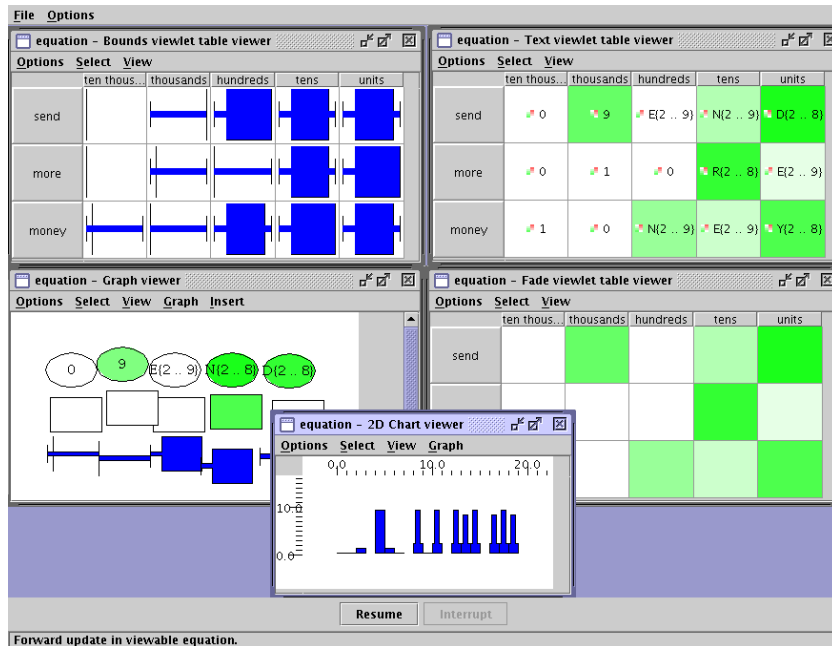 File Options
equation - Bounds viewlet table viewer
Options Select View
ten thous... thousands hundreds tens units
send
more
money
equation - Text viewlet table viewer
Options Select View
ten thous... thousands hundreds tens units
send 0 9 E{2 .. 9} N{2 .. 9} D{2 .. 8}
more 0 1 0 R{2 .. 8} E{2 .. 9}
money 1 0 N{2 .. 9} E{2 .. 9} Y{2 .. 8}
equation - Graph viewer
Options Select View Graph Insert
0 9 E{2 .. 9} N{2 .. 8} D{2 .. 8}
equation - Fade viewlet table viewer
Options Select View
ten thous... thousands hundreds tens units
send
equation - 2D Chart viewer
Options Select View Graph
0,0 10.0 20.0
10.0
0.0
Resume Interrupt
Forward update in viewable equation.